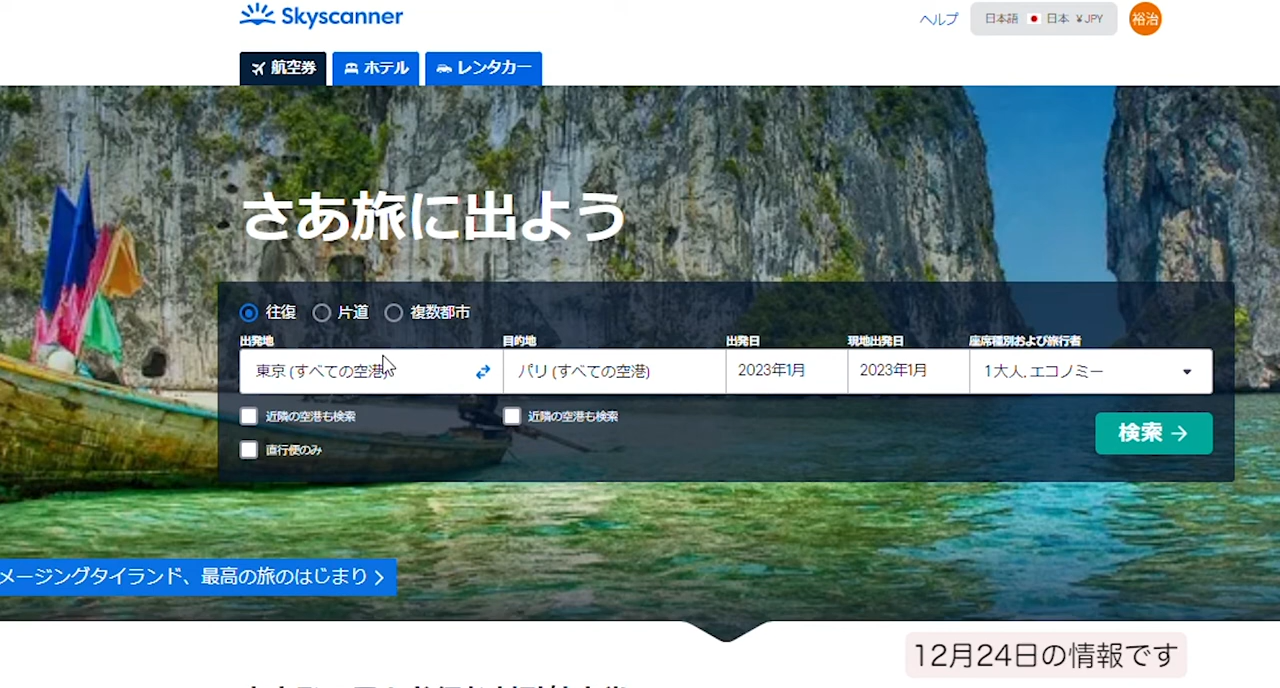 Skyscanner
ヘルプ
日本語 日本 ¥ JPY
裕治
航空券 ホテル レンタカー
さあ旅に出よう
往復 片道 複数都市
出発地 目的地 出発日 現地出発日 座席種別および旅行者
東京 (すべての空港) パリ (すべての空港) 2023年1月 2023年1月 1大人, エコノミー
近隣の空港も検索 近隣の空港も検索
検索
直行便のみ
メージングタイランド、最高の旅のはじまり
12月24日の情報です